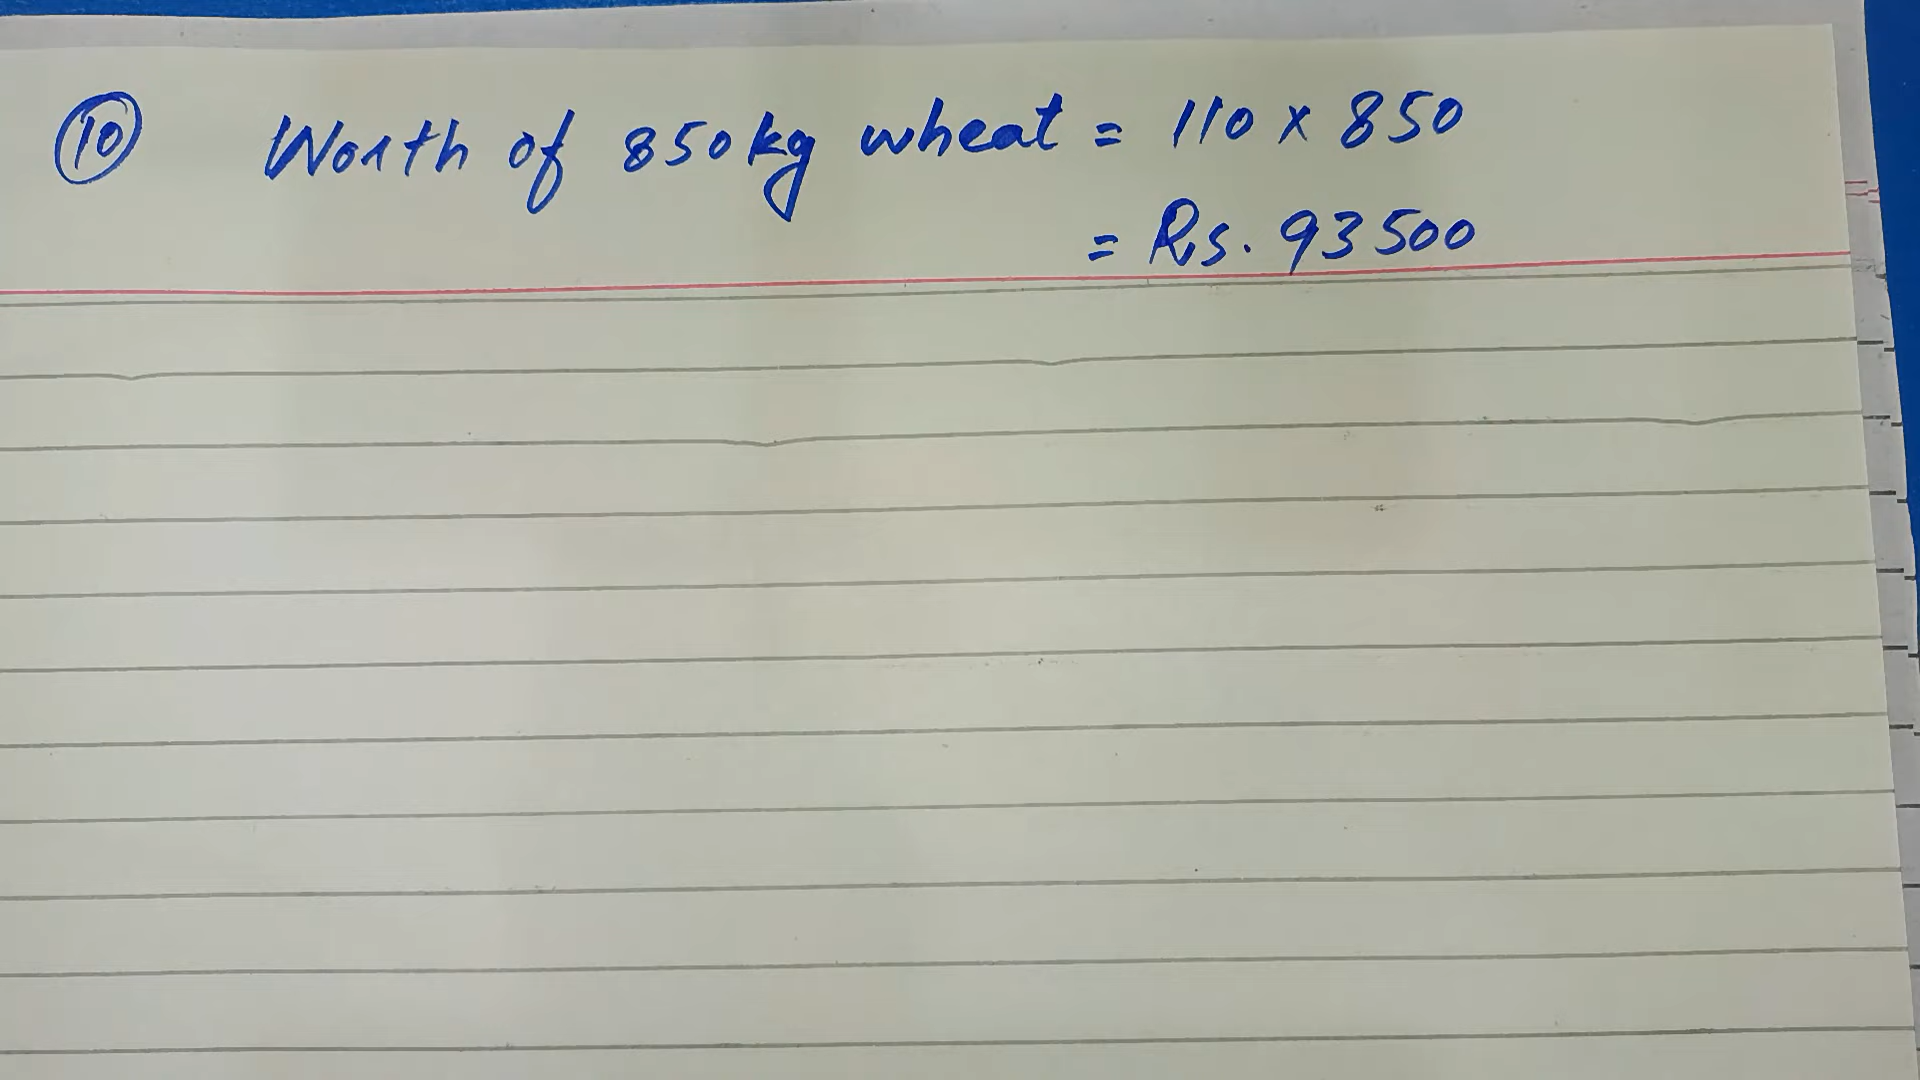 10 Worth of 850kg wheat = 110 × 850
= Rs. 93500